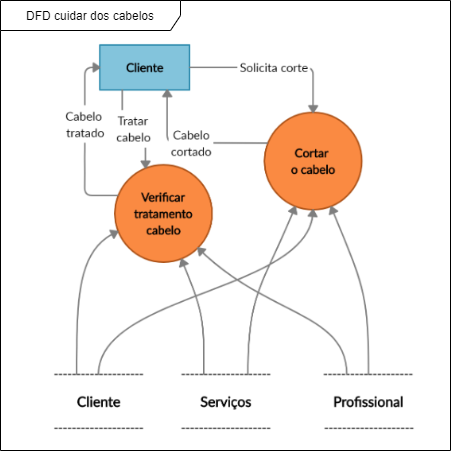 DFD cuidar dos cabelos
Cliente
Solicita corte
Cabelo
tratado
Tratar
cabelo
Cabelo
cortado
Cortar
o cabelo
Verificar
tratamento
cabelo
Cliente
Serviços
Profissional